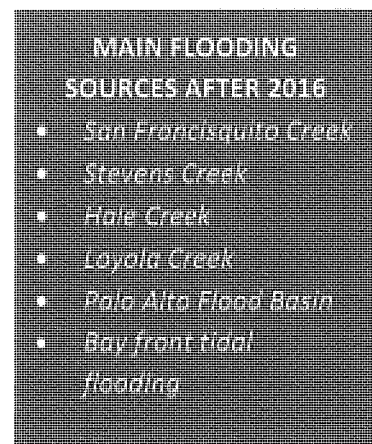 MAIN FLOODING
SOURCES AFTER 2016
• San Francisquito Creek
• Stevens Creek
• Hale Creek
• Loyola Creek
• Palo Alto Flood Basin
• Bay front tidal
flooding